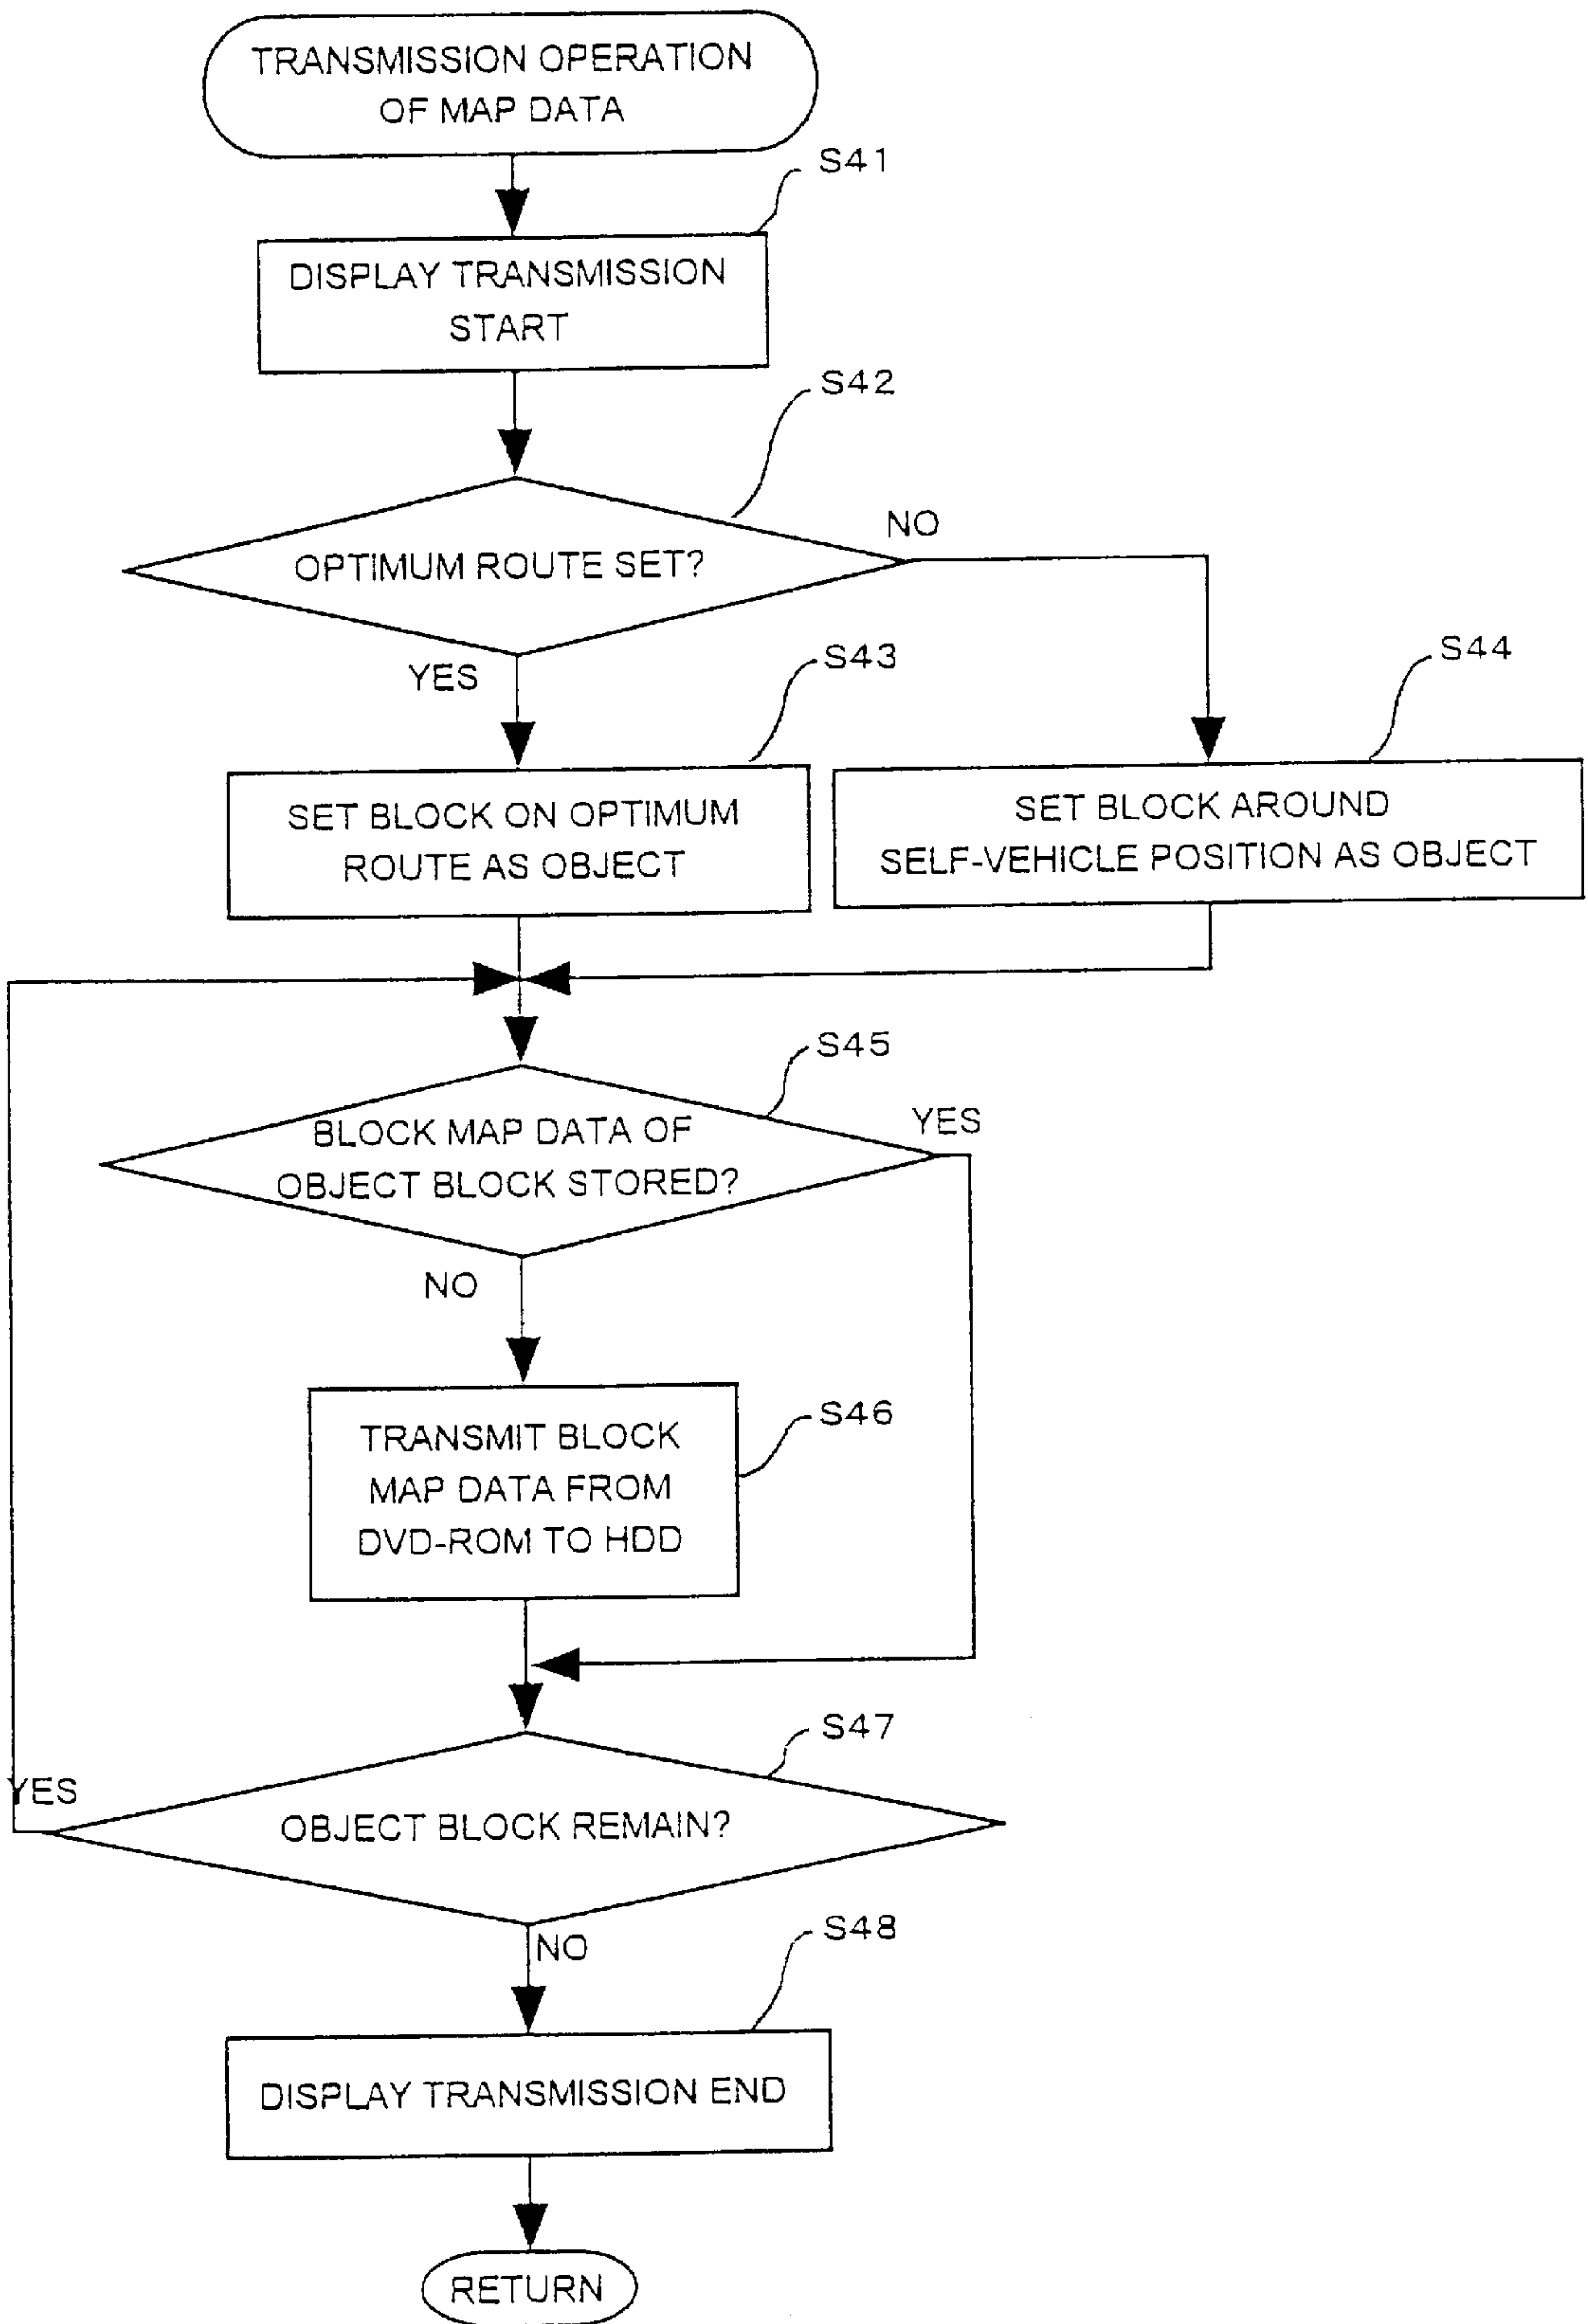 TRANSMISSION OPERATION
OF MAP DATA
S41
DISPLAY TRANSMISSION
START
S42
NO
OPTIMUM ROUTE SET?
YES
S43
S44
SET BLOCK ON OPTIMUM
ROUTE AS OBJECT
SET BLOCK AROUND
SELF-VEHICLE POSITION AS OBJECT
S45
YES
BLOCK MAP DATA OF
OBJECT BLOCK STORED?
NO
S46
TRANSMIT BLOCK
MAP DATA FROM
DVD-ROM TO HDD
S47
YES
OBJECT BLOCK REMAIN?
S48
NO
DISPLAY TRANSMISSION END
RETURN